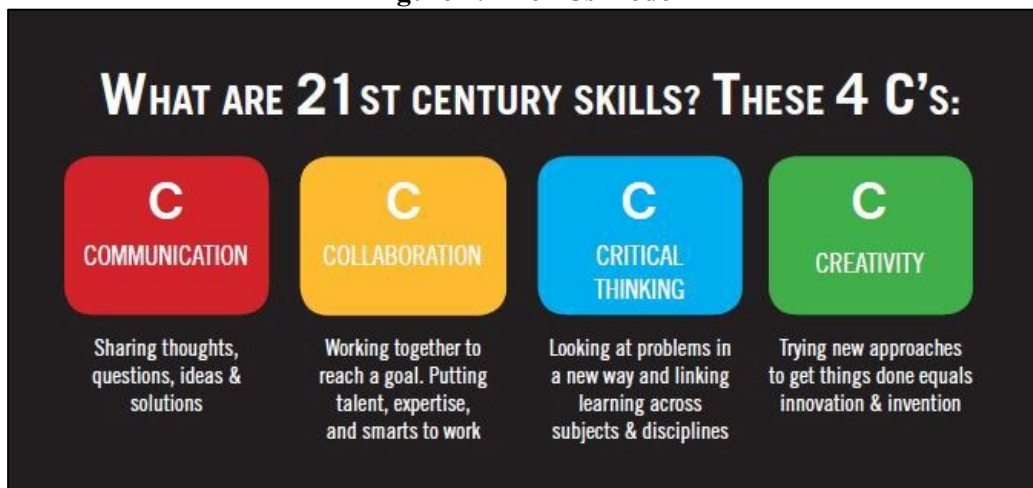 WHAT ARE 21ST CENTURY SKILLS? THESE 4 C'S:
C
COMMUNICATION
Sharing thoughts,
questions, ideas &
solutions
C
COLLABORATION
Working together to
reach a goal. Putting
talent, expertise,
and smarts to work
C
CRITICAL
THINKING
Looking at problems in
a new way and linking
learning across
subjects & disciplines
C
CREATIVITY
Trying new approaches
to get things done equals
innovation & invention